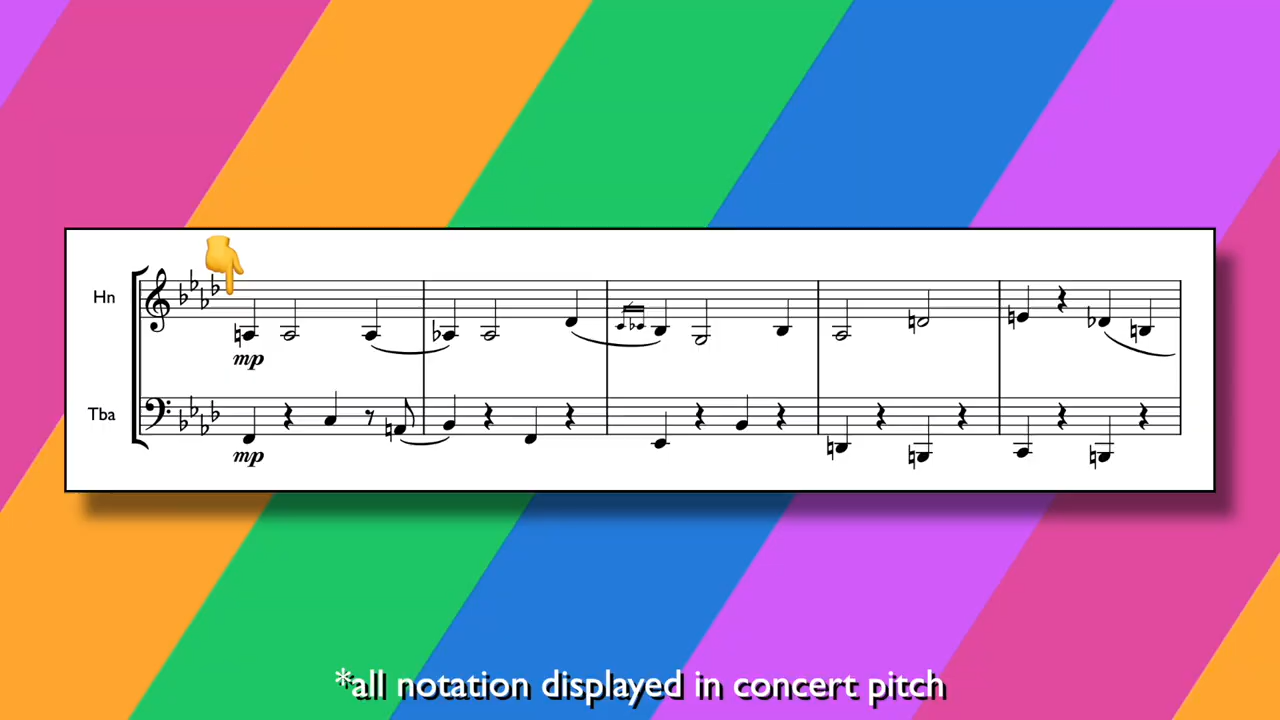 Hn
mp
Tba
mp
*all notation displayed in concert pitch